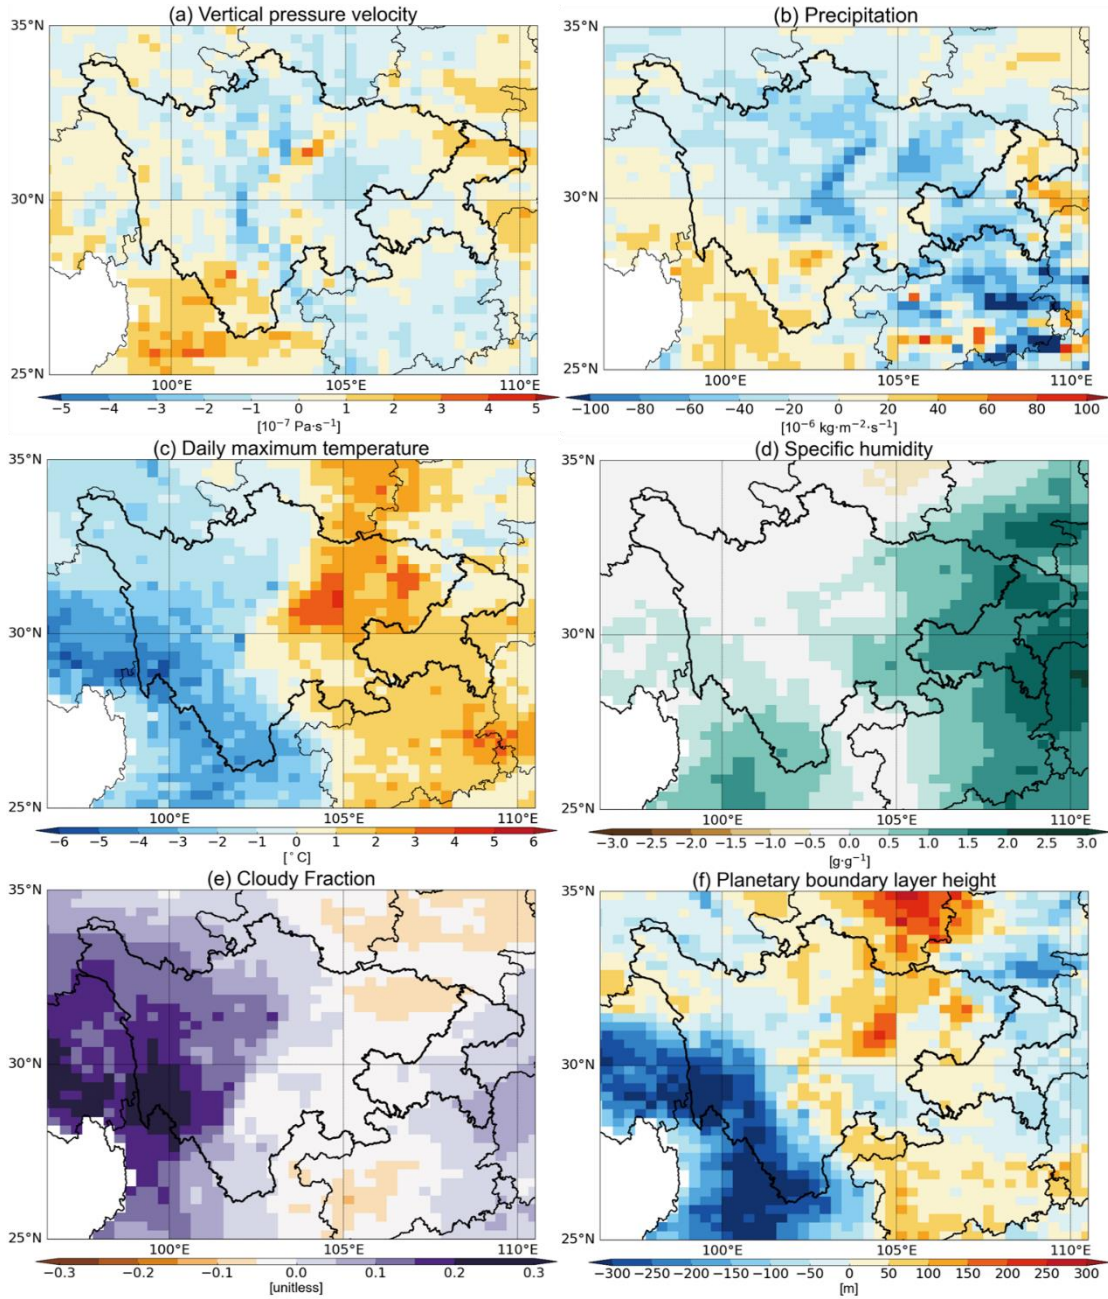 (a) Vertical pressure velocity
35°N
30°N
25°N
100°E 105°E 110°E
−5 −4 −3 −2 −1 0 1 2 3 4 5
[10⁻⁷ Pa·s⁻¹]
(b) Precipitation
35°N
30°N
25°N
100°E 105°E 110°E
−100 −80 −60 −40 −20 0 20 40 60 80 100
[10⁻⁶ kg·m⁻²·s⁻¹]
(c) Daily maximum temperature
35°N
30°N
25°N
100°E 105°E 110°E
−6 −5 −4 −3 −2 −1 0 1 2 3 4 5 6
[°C]
(d) Specific humidity
35°N
30°N
25°N
100°E 105°E 110°E
−3.0 −2.5 −2.0 −1.5 −1.0 −0.5 0.0 0.5 1.0 1.5 2.0 2.5 3.0
[g·g⁻¹]
(e) Cloudy Fraction
35°N
30°N
25°N
100°E 105°E 110°E
−0.3 −0.2 −0.1 0.0 0.1 0.2 0.3
[unitless]
(f) Planetary boundary layer height
35°N
30°N
25°N
100°E 105°E 110°E
−300 −250 −200 −150 −100 −50 0 50 100 150 200 250 300
[m]